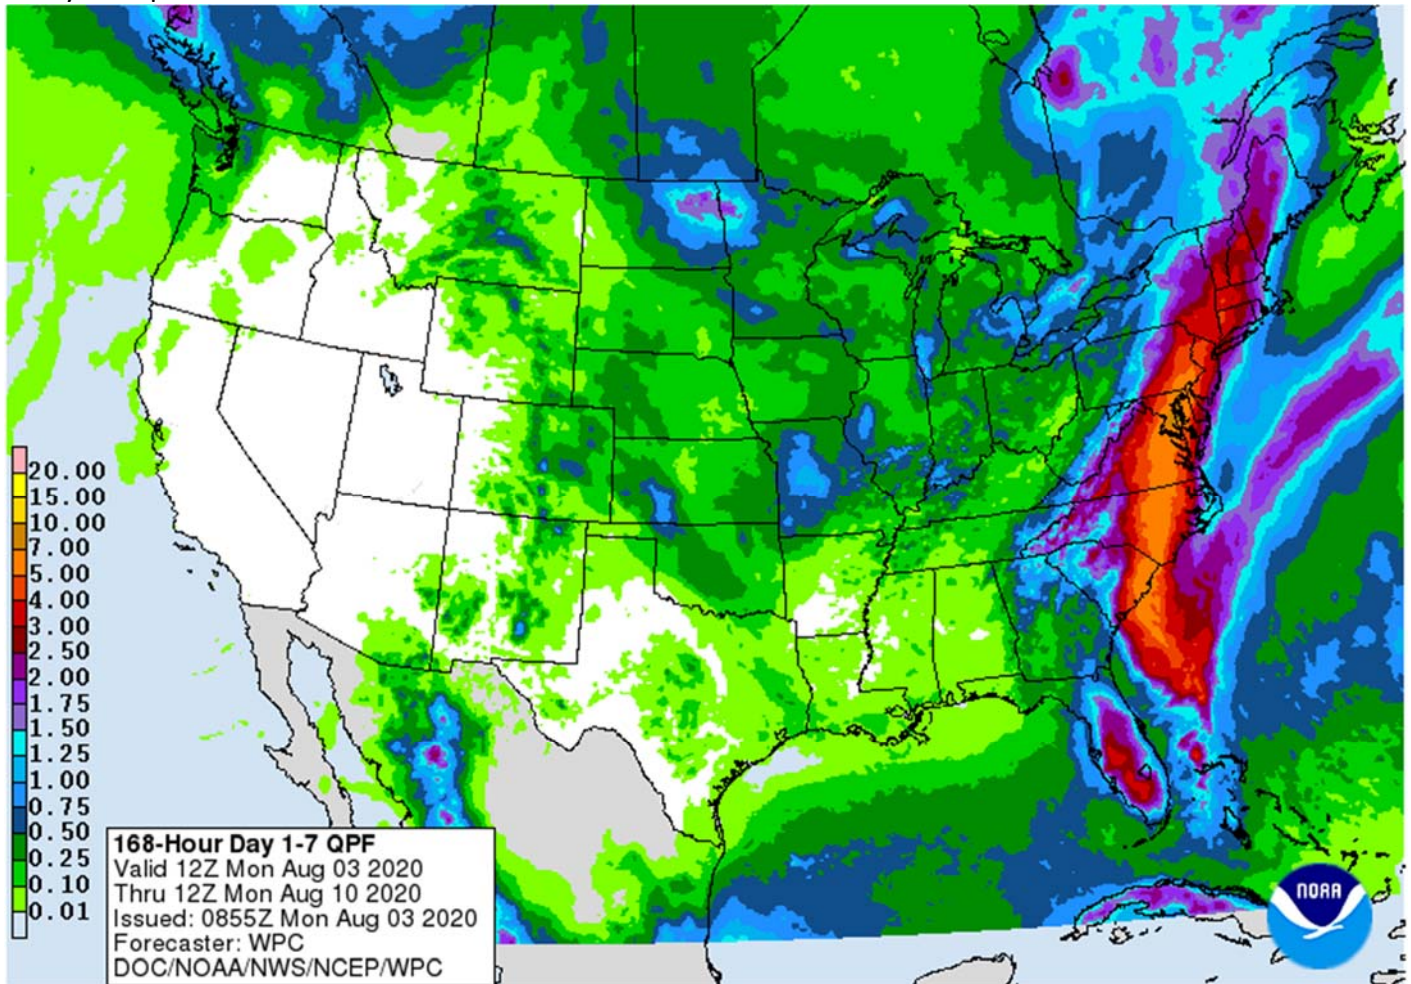 20.00
15.00
10.00
7.00
5.00
4.00
3.00
2.50
2.00
1.75
1.50
1.25
1.00
0.75
0.50
0.25
0.10
0.01
168-Hour Day 1-7 QPF
Valid 12Z Mon Aug 03 2020
Thru 12Z Mon Aug 10 2020
Issued: 0855Z Mon Aug 03 2020
Forecaster: WPC
DOC/NOAA/NWS/NCEP/WPC
NOAA